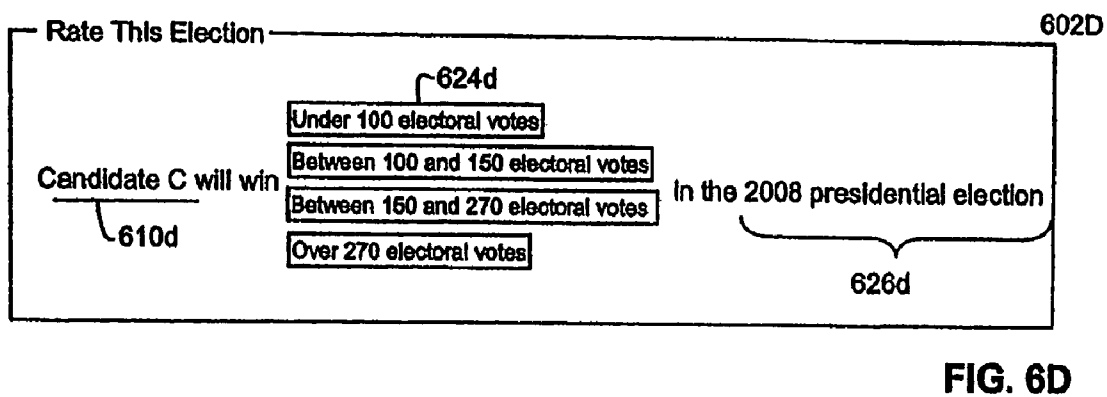 602D
Rate This Election
624d
Under 100 electoral votes
Between 100 and 150 electoral votes
Candidate C will win
Between 150 and 270 electoral votes
In the 2008 presidential election
Over 270 electoral votes
610d
626d
FIG. 6D